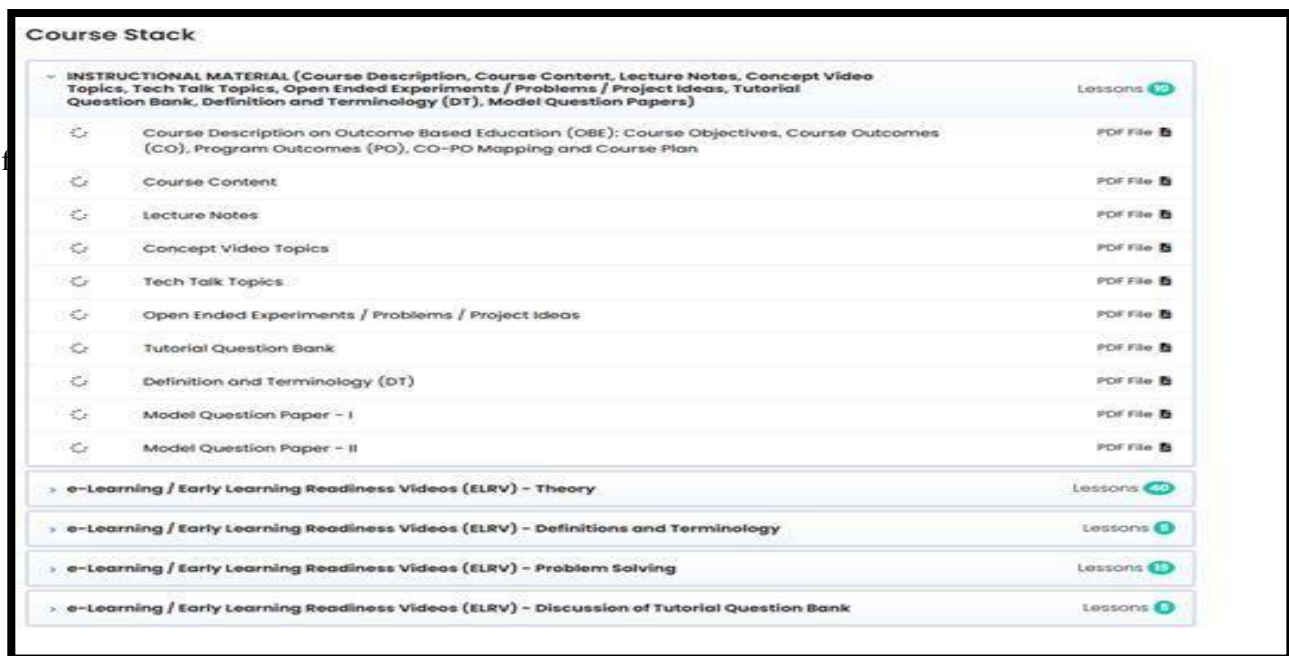 Course Stack
INSTRUCTIONAL MATERIAL (Course Description, Course Content, Lecture Notes, Concept Video
Topics, Tech Talk Topics, Open Ended Experiments / Problems / Project Ideas, Tutorial
Question Bank, Definition and Terminology (DT), Model Question Papers)
Lessons 10
Course Description on Outcome Based Education (OBE): Course Objectives, Course Outcomes
(CO), Program Outcomes (PO), CO-PO Mapping and Course Plan
PDF File
f
Course Content PDF File
Lecture Notes PDF File
Concept Video Topics PDF File
Tech Talk Topics PDF File
Open Ended Experiments / Problems / Project Ideas PDF File
Tutorial Question Bank PDF File
Definition and Terminology (DT) PDF File
Model Question Paper - I PDF File
Model Question Paper - II PDF File
e-Learning / Early Learning Readiness Videos (ELRV) - Theory Lessons 40
e-Learning / Early Learning Readiness Videos (ELRV) - Definitions and Terminology Lessons 5
e-Learning / Early Learning Readiness Videos (ELRV) - Problem Solving Lessons 15
e-Learning / Early Learning Readiness Videos (ELRV) - Discussion of Tutorial Question Bank Lessons